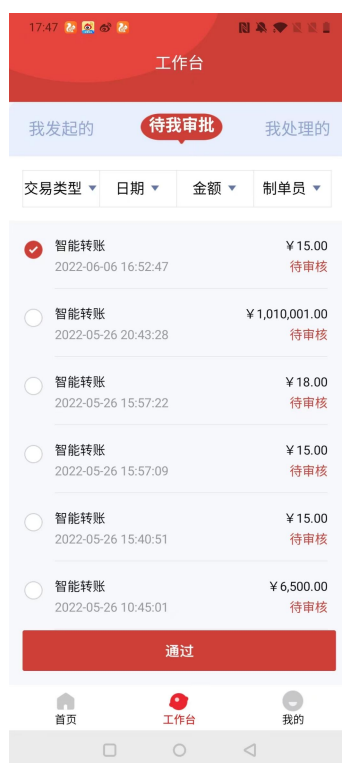 17:47
工作台
我发起的 待我审批 我处理的
交易类型 日期 金额 制单员
智能转账 ￥15.00
2022-06-06 16:52:47 待审核
智能转账 ￥1,010,001.00
2022-05-26 20:43:28 待审核
智能转账 ￥18.00
2022-05-26 15:57:22 待审核
智能转账 ￥15.00
2022-05-26 15:57:09 待审核
智能转账 ￥15.00
2022-05-26 15:40:51 待审核
智能转账 ￥6,500.00
2022-05-26 10:45:01 待审核
通过
首页 工作台 我的